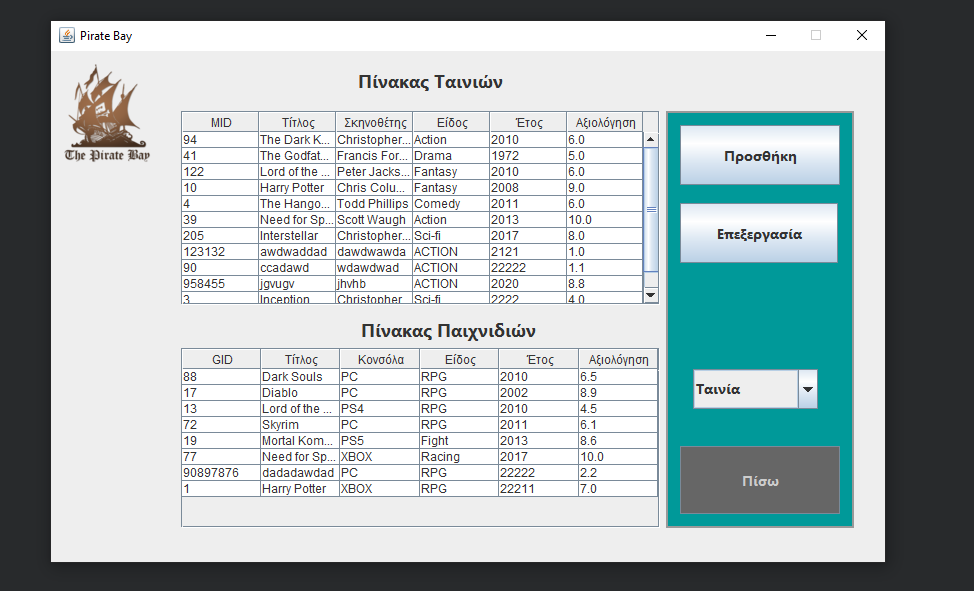 Pirate Bay
The Pirate Bay
Πίνακας Ταινιών
MID Τίτλος Σκηνοθέτης Είδος Έτος Αξιολόγηση
94 The Dark K... Christopher... Action 2010 6.0
41 The Godfat... Francis For... Drama 1972 5.0
122 Lord of the ... Peter Jacks... Fantasy 2010 6.0
10 Harry Potter Chris Colu... Fantasy 2008 9.0
4 The Hango... Todd Phillips Comedy 2011 6.0
39 Need for Sp... Scott Waugh Action 2013 10.0
205 Interstellar Christopher... Sci-fi 2017 8.0
123132 awdwaddad dawdwawda ACTION 2121 1.0
90 ccadawd wdawdwad ACTION 22222 1.1
958455 jgvugv jhvhb ACTION 2020 8.8
3 Inception Christopher Sci-fi 2222 4.0
Πίνακας Παιχνιδιών
GID Τίτλος Κονσόλα Είδος Έτος Αξιολόγηση
88 Dark Souls PC RPG 2010 6.5
17 Diablo PC RPG 2002 8.9
13 Lord of the ... PS4 RPG 2010 4.5
72 Skyrim PC RPG 2011 6.1
19 Mortal Kom... PS5 Fight 2013 8.6
77 Need for Sp... XBOX Racing 2017 10.0
90897876 dadadawdad PC RPG 22222 2.2
1 Harry Potter XBOX RPG 22211 7.0
Προσθήκη
Επεξεργασία
Ταινία
Πίσω